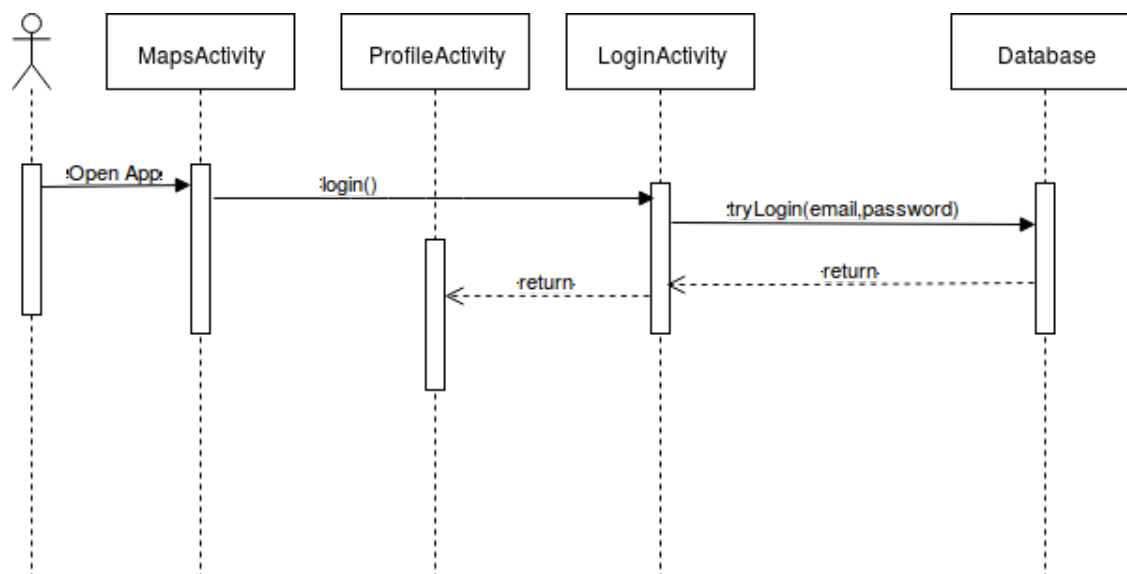 MapsActivity
ProfileActivity
LoginActivity
Database
Open App
login()
tryLogin(email,password)
return
return